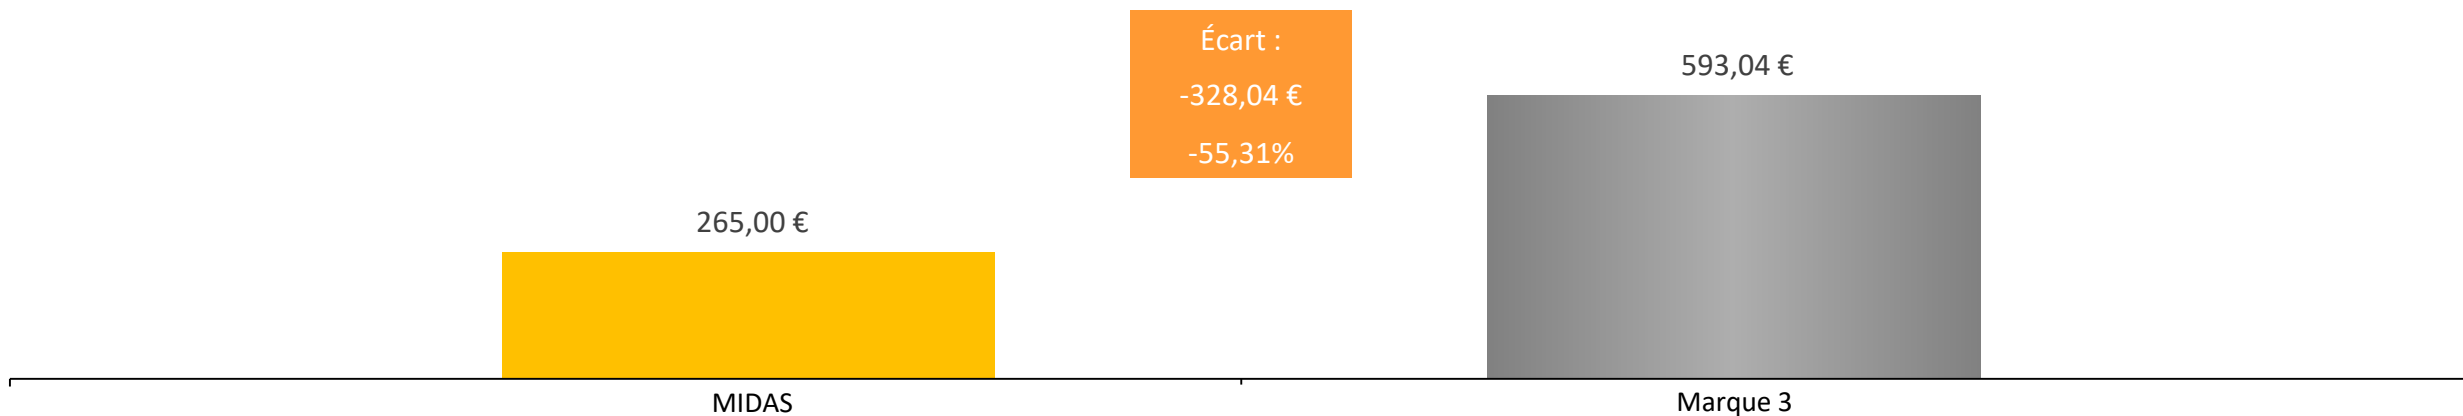 Écart :
-328,04 €
-55,31%
593,04 €
265,00 €
MIDAS
Marque 3